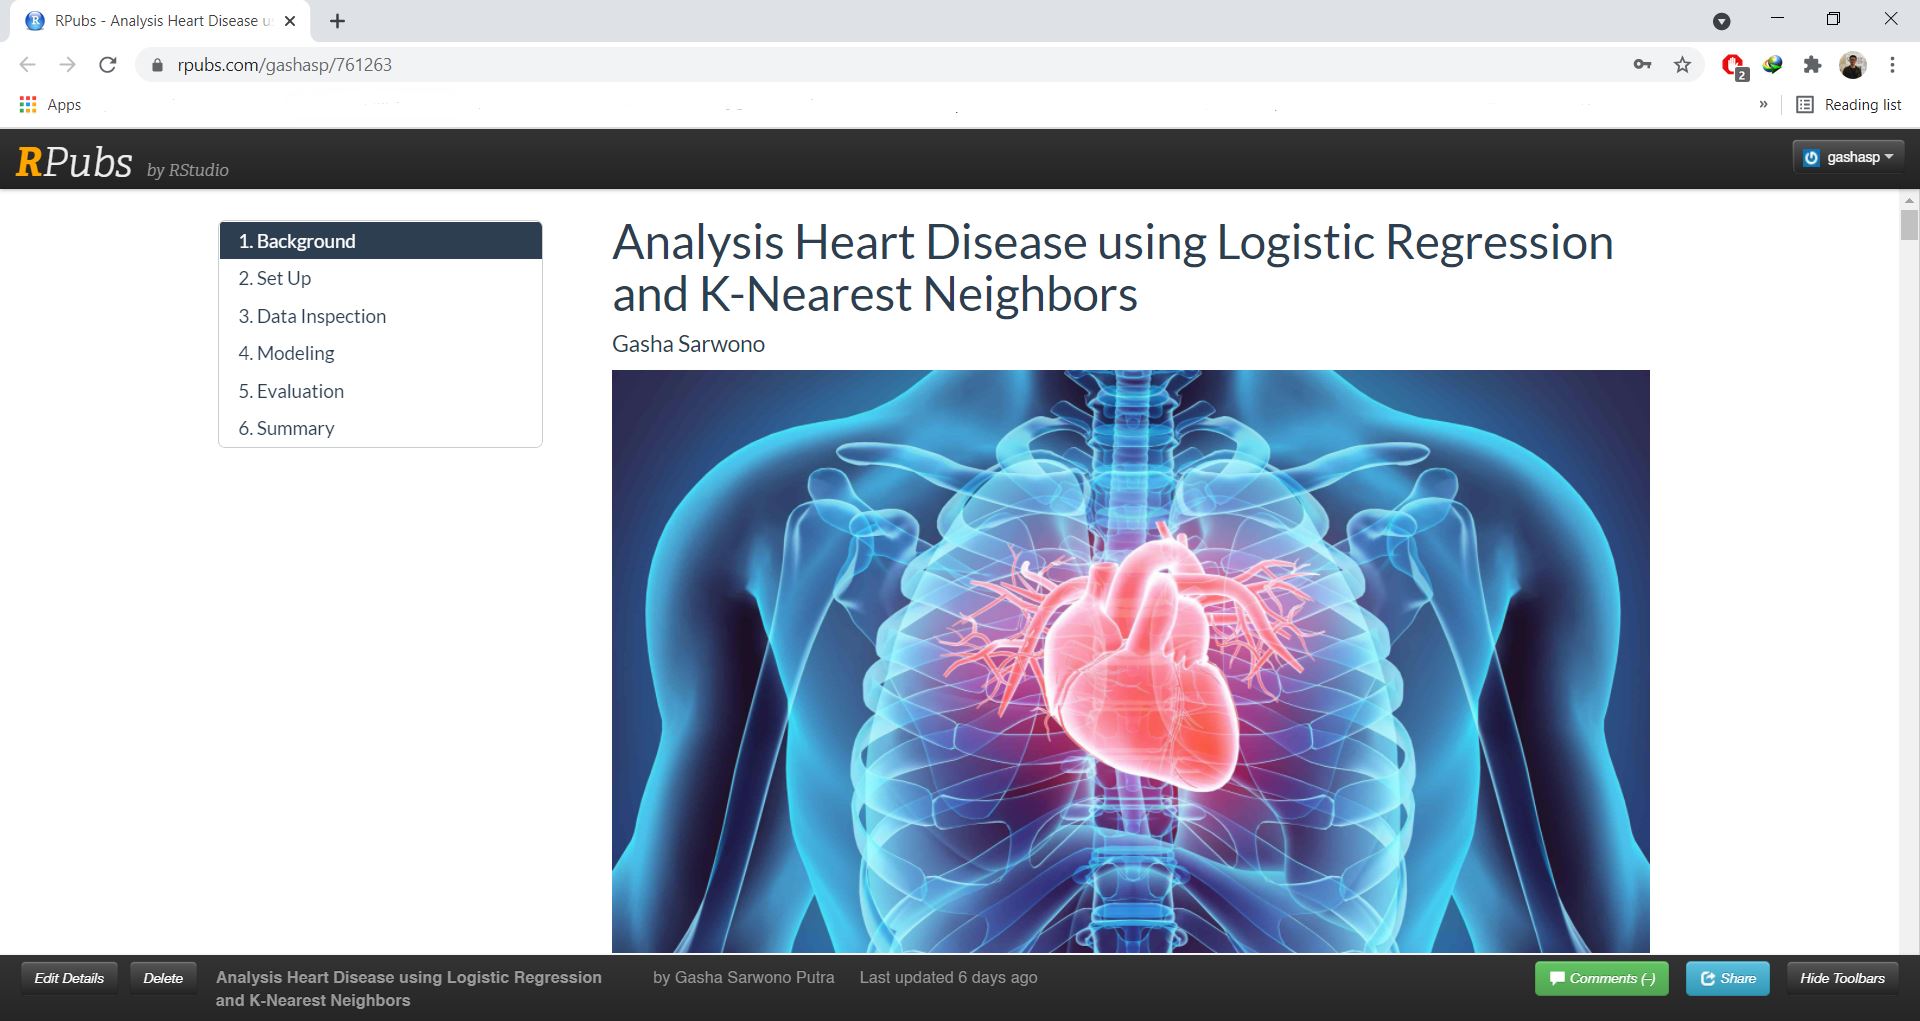 RPubs - Analysis Heart Disease u
rpubs.com/gashasp/761263
2
Apps
»
Reading list
RPubs by RStudio
gashasp
1. Background
2. Set Up
3. Data Inspection
4. Modeling
5. Evaluation
6. Summary
Analysis Heart Disease using Logistic Regression
and K-Nearest Neighbors
Gasha Sarwono
Edit Details
Delete
Analysis Heart Disease using Logistic Regression
and K-Nearest Neighbors
by Gasha Sarwono Putra
Last updated 6 days ago
Comments (–)
Share
Hide Toolbars